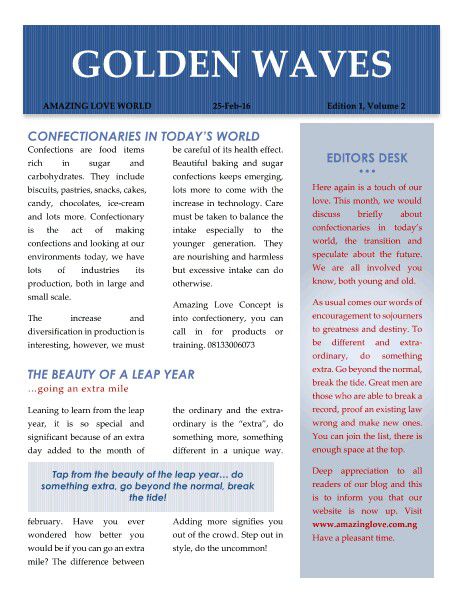 GOLDEN WAVES
AMAZING LOVE WORLD 25-Feb-16 Edition 1, Volume 2
CONFECTIONARIES IN TODAY'S WORLD
Confections are food items
rich in sugar and
carbohydrates. They include
biscuits, pastries, snacks, cakes,
candy, chocolates, ice-cream
and lots more. Confectionary
is the act of making
confections and looking at our
environments today, we have
lots of industries its
production, both in large and
small scale.
The increase and
diversification in production is
interesting, however, we must
be careful of its health effect.
Beautiful baking and sugar
confections keeps emerging,
lots more to come with the
increase in technology. Care
must be taken to balance the
intake especially to the
younger generation. They
are nourishing and harmless
but excessive intake can do
otherwise.
Amazing Love Concept is
into confectionery, you can
call in for products or
training. 08133006073
THE BEAUTY OF A LEAP YEAR
…going an extra mile
Leaning to learn from the leap
year, it is so special and
significant because of an extra
day added to the month of
february. Have you ever
wondered how better you
would be if you can go an extra
mile? The difference between
the ordinary and the extra-
ordinary is the “extra”, do
something more, something
different in a unique way.
Adding more signifies you
out of the crowd. Step out in
style, do the uncommon!
Tap from the beauty of the leap year… do
something extra, go beyond the normal, break
the tide!
EDITORS DESK
•••
Here again is a touch of our
love. This month, we would
discuss briefly about
confectionaries in today's
world, the transition and
speculate about the future.
We are all involved you
know, both young and old.
As usual comes our words of
encouragement to sojourners
to greatness and destiny. To
be different and extra-
ordinary, do something
extra. Go beyond the normal,
break the tide. Great men are
those who are able to break a
record, proof an existing law
wrong and make new ones.
You can join the list, there is
enough space at the top.
Deep appreciation to all
readers of our blog and this
is to inform you that our
website is now up. Visit
www.amazinglove.com.ng
Have a pleasant time.